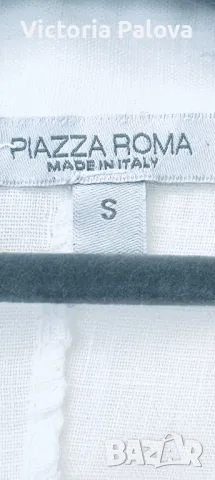 Victoria Palova
PIAZZA ROMA
MADE IN ITALY
S
BAZAR